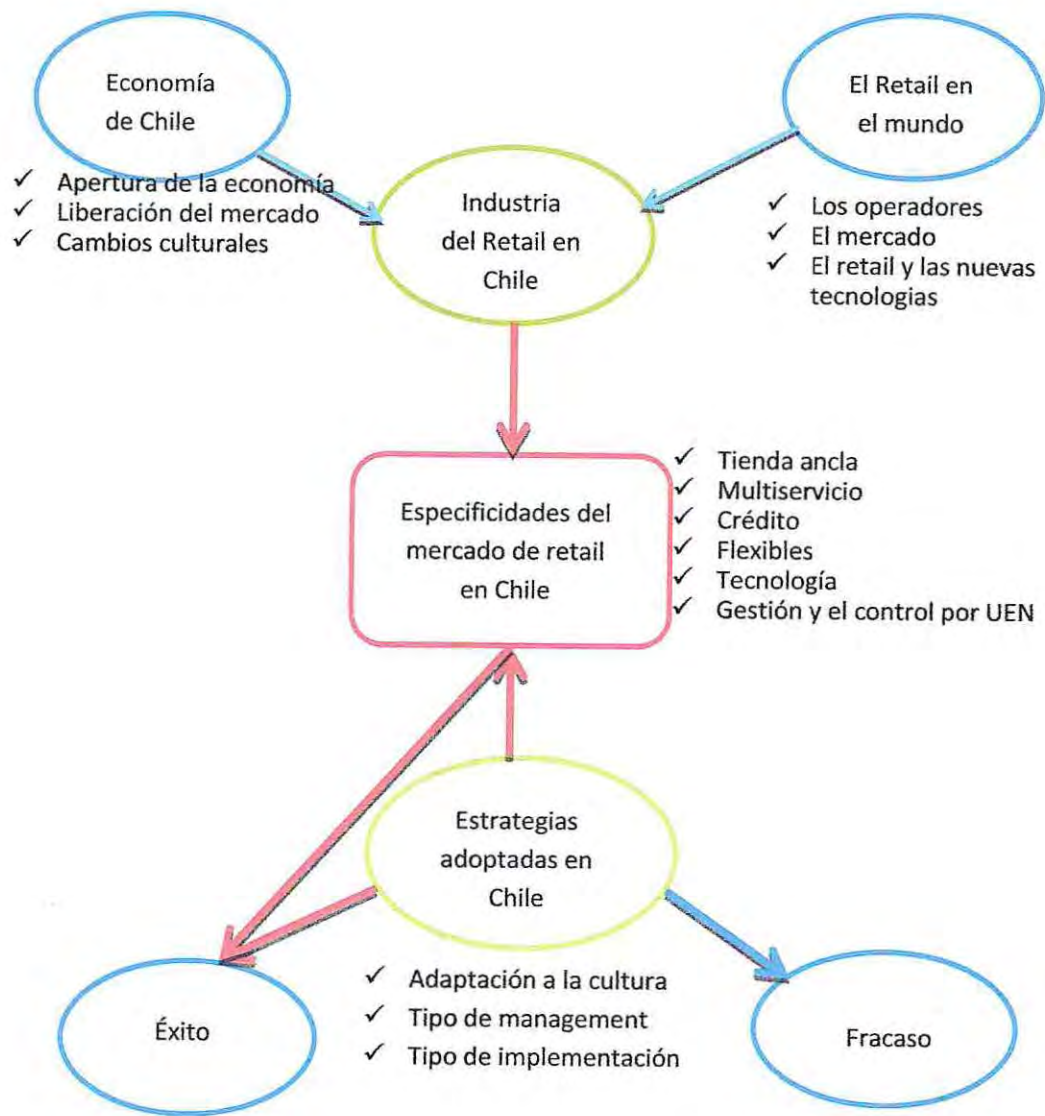 Economía
de Chile
✓ Apertura de la economía
✓ Liberación del mercado
✓ Cambios culturales
Industria
del Retail en
Chile
El Retail en
el mundo
✓ Los operadores
✓ El mercado
✓ El retail y las nuevas
tecnologias
Especificidades del
mercado de retail
en Chile
✓ Tienda ancla
✓ Multiservicio
✓ Crédito
✓ Flexibles
✓ Tecnología
✓ Gestión y el control por UEN
Estrategias
adoptadas en
Chile
✓ Adaptación a la cultura
✓ Tipo de management
✓ Tipo de implementación
Éxito
Fracaso